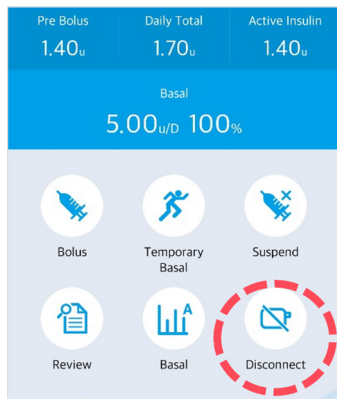 Pre Bolus Daily Total Active Insulin
1.40u 1.70u 1.40u
Basal
5.00u/D 100%
Bolus Temporary Basal Suspend
Review A Basal Disconnect